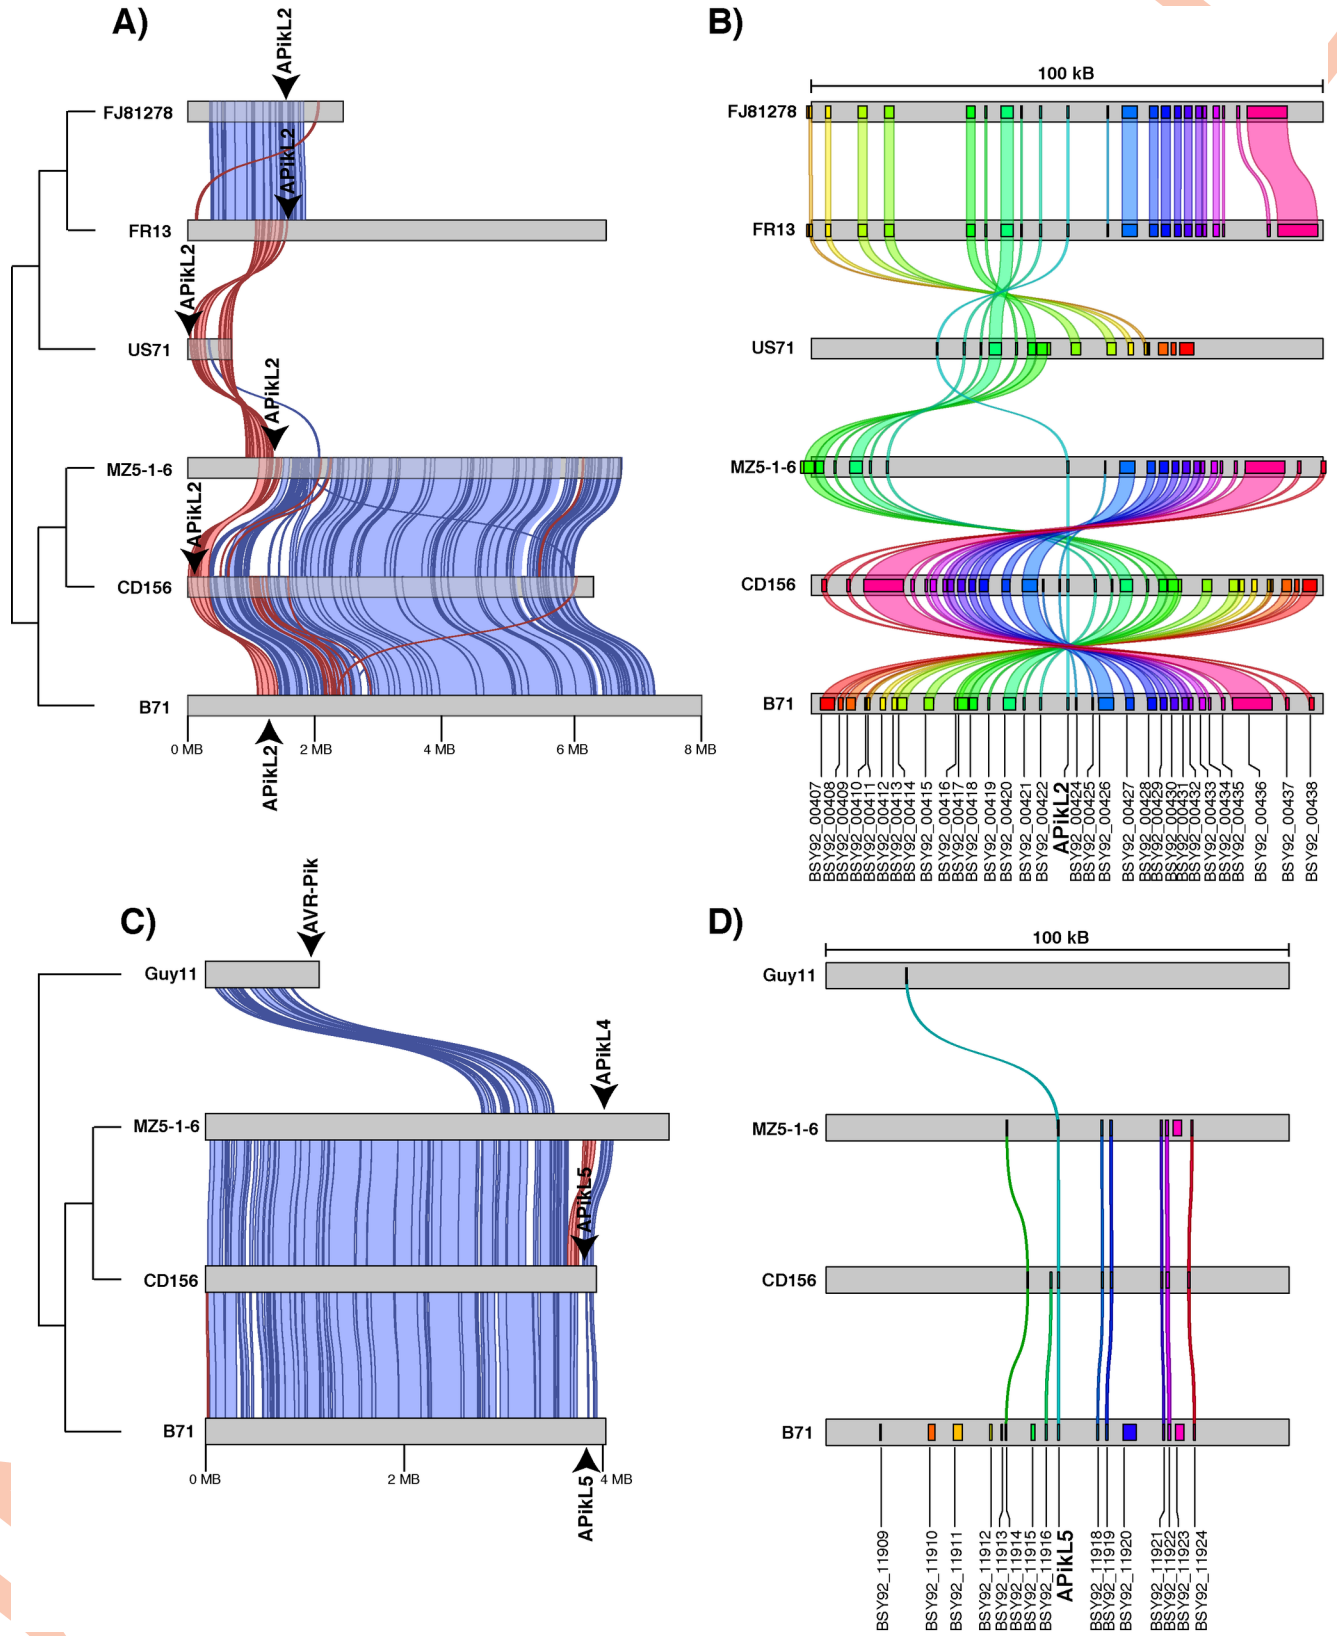 A)
APikL2
FJ81278
APikL2
FR13
APikL2
US71
APikL2
MZ5-1-6
APikL2
CD156
B71
0 MB
2 MB
4 MB
6 MB
8 MB
APikL2
B)
100 kB
FJ81278
FR13
US71
MZ5-1-6
CD156
B71
BSY92_00407
BSY92_00408
BSY92_00409
BSY92_00410
BSY92_00411
BSY92_00412
BSY92_00413
BSY92_00414
BSY92_00415
BSY92_00416
BSY92_00417
BSY92_00418
BSY92_00419
BSY92_00420
BSY92_00421
BSY92_00422
APikL2
BSY92_00424
BSY92_00425
BSY92_00426
BSY92_00427
BSY92_00428
BSY92_00429
BSY92_00430
BSY92_00431
BSY92_00432
BSY92_00433
BSY92_00434
BSY92_00435
BSY92_00436
BSY92_00437
BSY92_00438
C)
AVR-Pik
Guy11
APikL4
MZ5-1-6
APikL5
CD156
B71
0 MB
2 MB
4 MB
APikL5
D)
100 kB
Guy11
MZ5-1-6
CD156
B71
BSY92_11909
BSY92_11910
BSY92_11911
BSY92_11912
BSY92_11913
BSY92_11914
BSY92_11915
BSY92_11916
APikL5
BSY92_11918
BSY92_11919
BSY92_11920
BSY92_11921
BSY92_11922
BSY92_11923
BSY92_11924